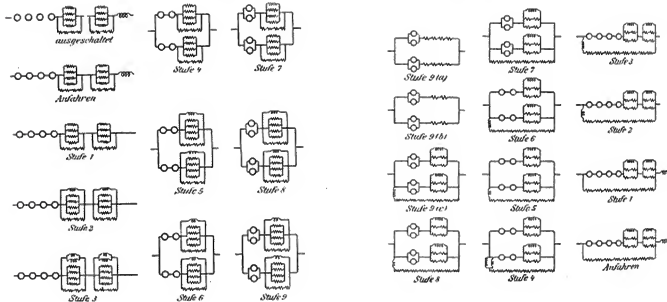 ausgeschaltet
Anfahren
Stufe 1
Stufe 2
Stufe 3
Stufe 4
Stufe 5
Stufe 6
Stufe 7
Stufe 8
Stufe 9
Stufe 9(a)
Stufe 9(b)
Stufe 9(c)
Stufe 8
Stufe 7
Stufe 6
Stufe 5
Stufe 4
Stufe 3
Stufe 2
Stufe 1
Anfahren